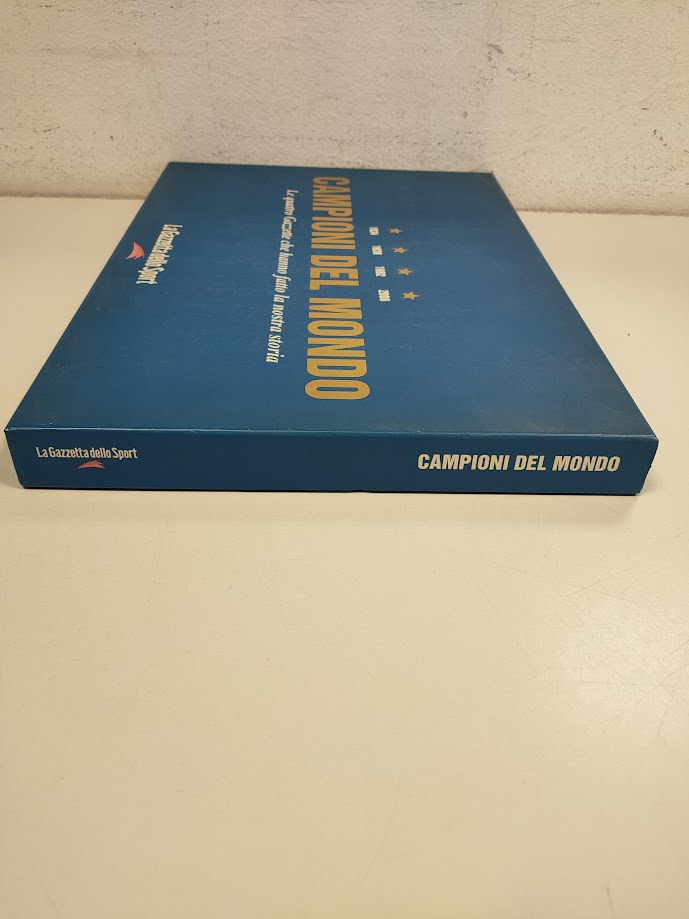 1934 1938 1982 2006
CAMPIONI DEL MONDO
Le quattro Gazzette che hanno fatto la nostra storia
La Gazzetta dello Sport
La Gazzetta dello Sport
CAMPIONI DEL MONDO